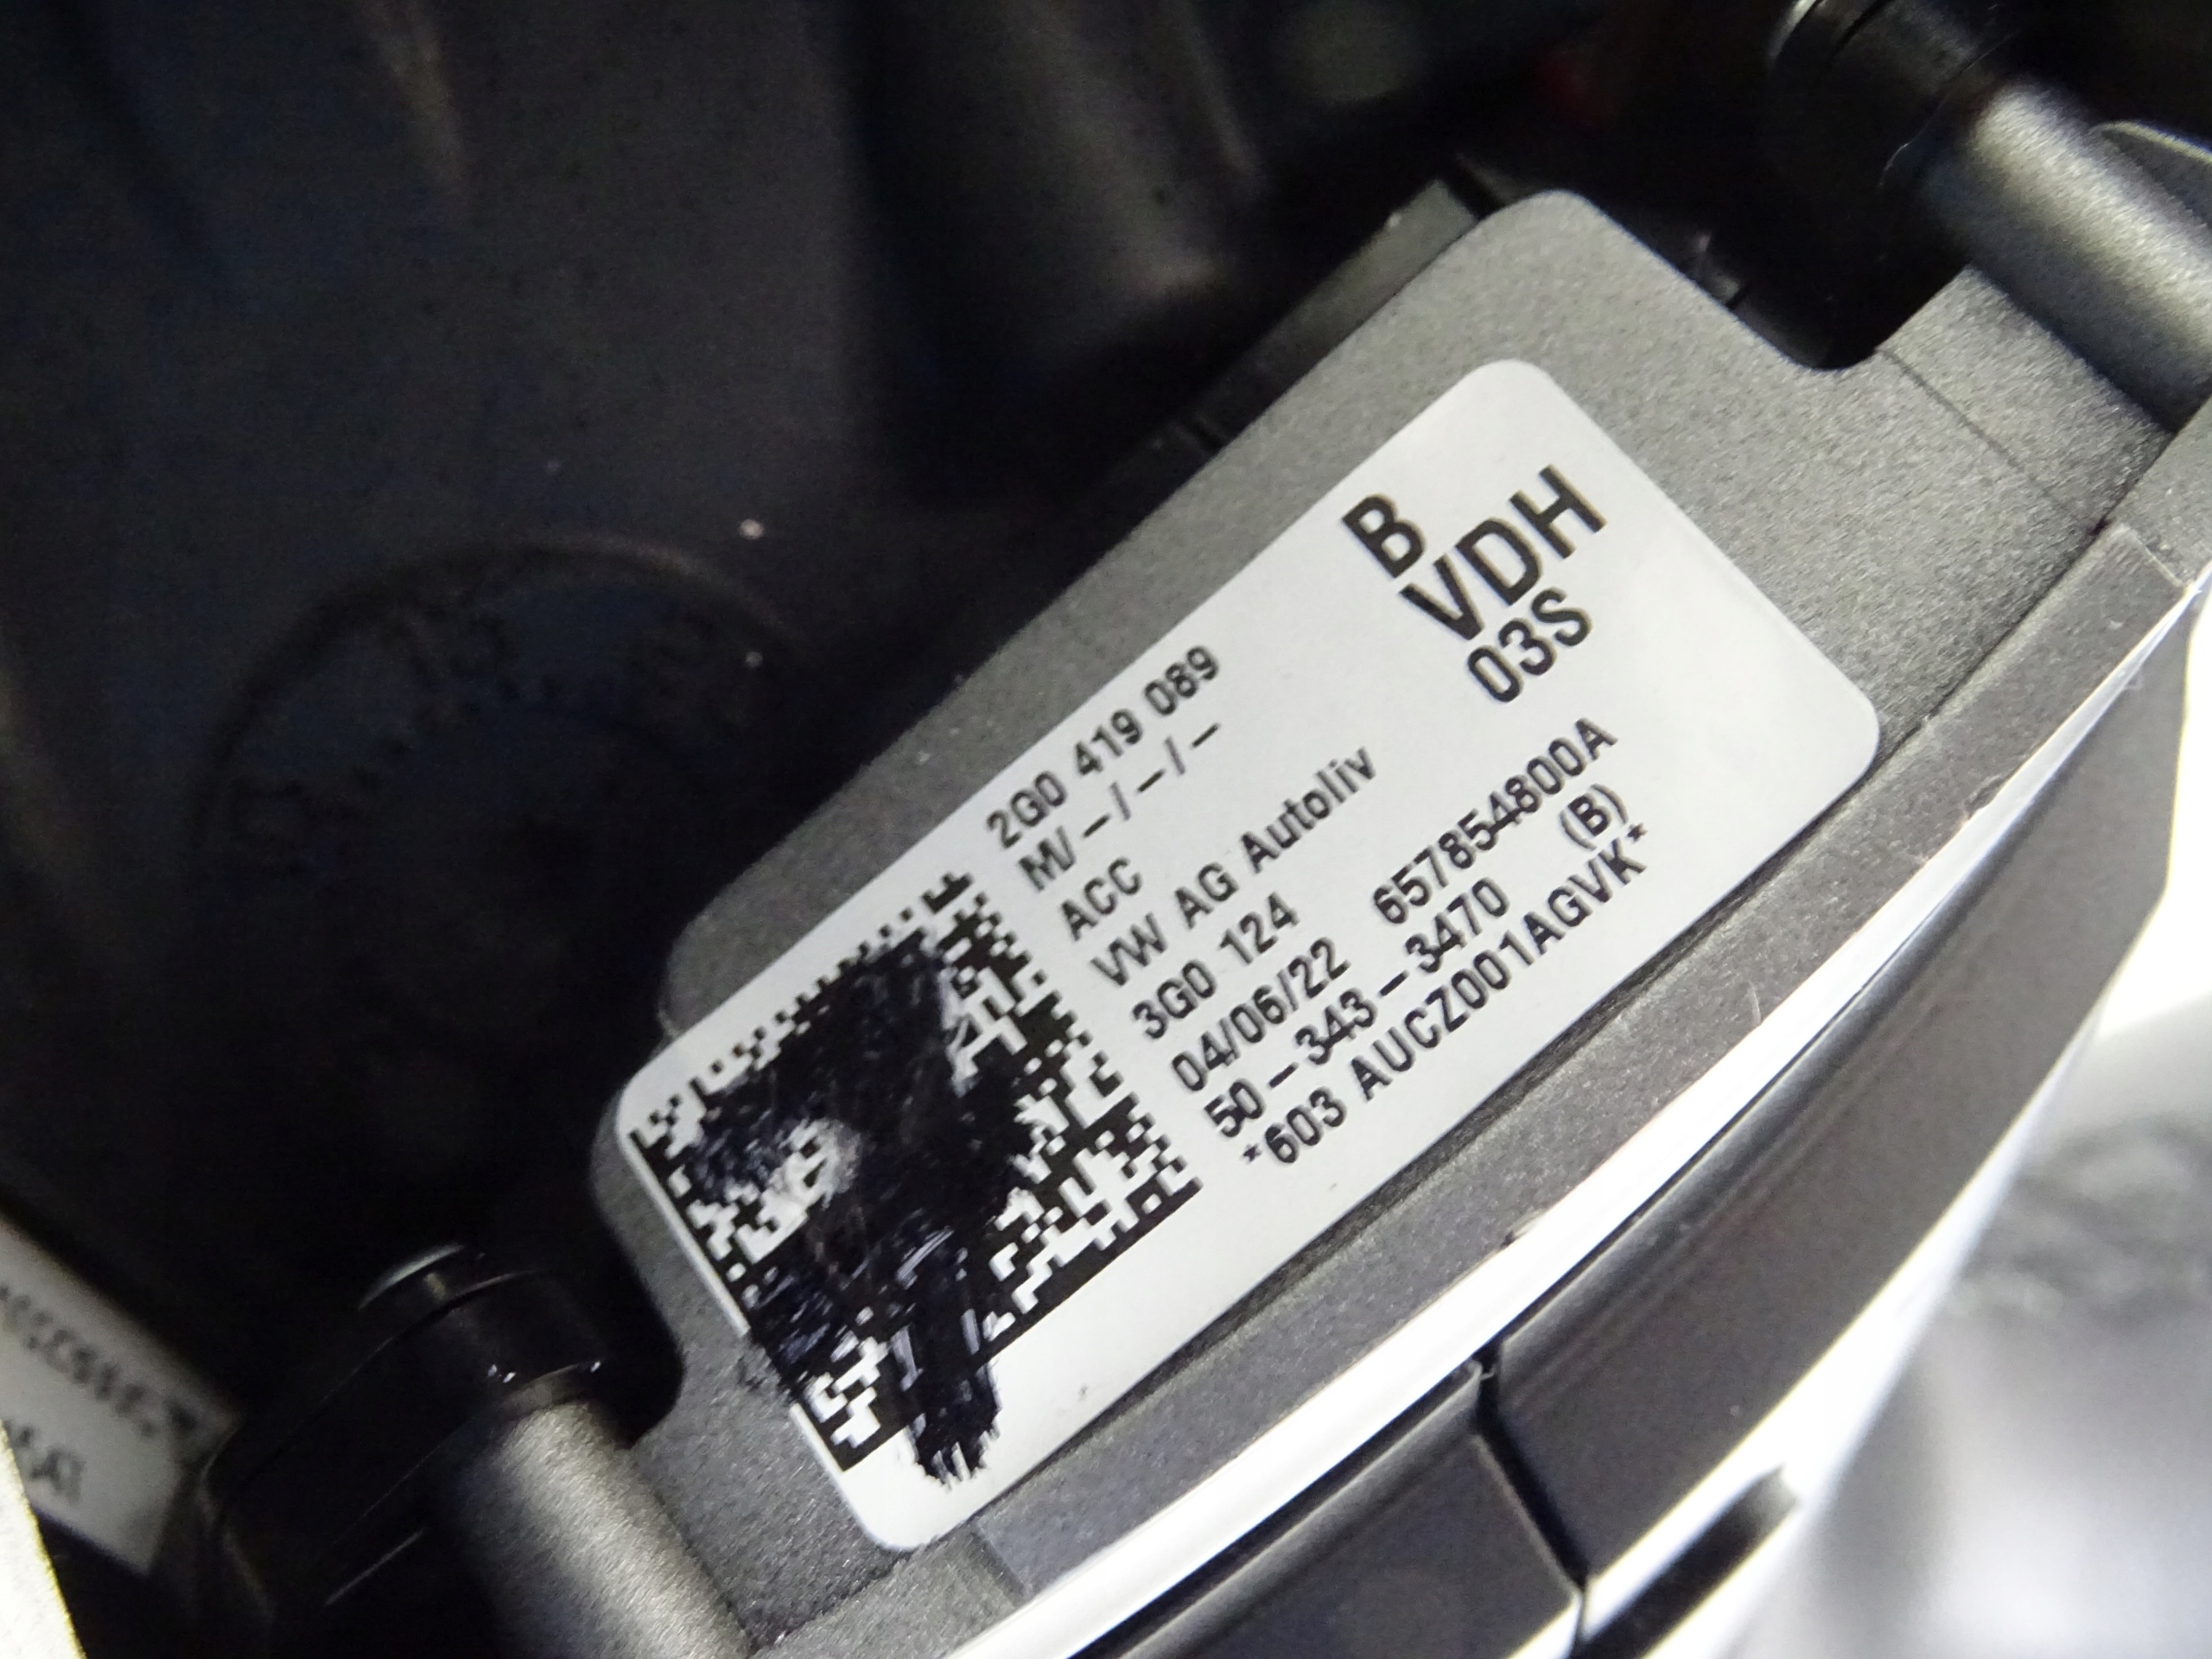 B
VDH
03S
2G0 419 089
M/–/–/–
ACC
VW AG Autoliv
3G0 124 657854800A
04/06/22 (B)
50–343–3470
*603 AUCZ001AGVK*